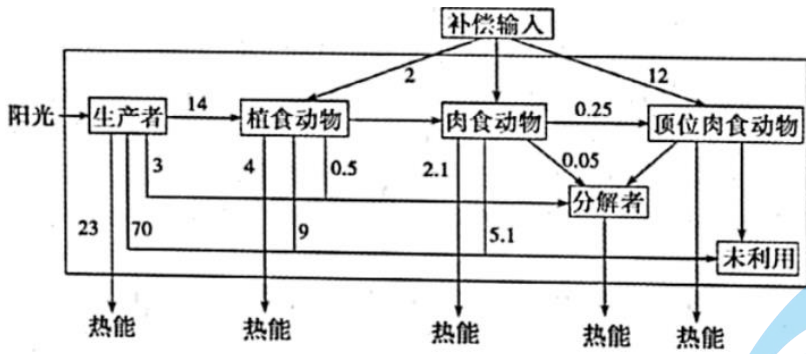 补偿输入
2
12
阳光
生产者
14
植食动物
肉食动物
0.25
顶位肉食动物
3
4
0.5
2.1
0.05
分解者
23
70
9
5.1
未利用
热能
热能
热能
热能
热能